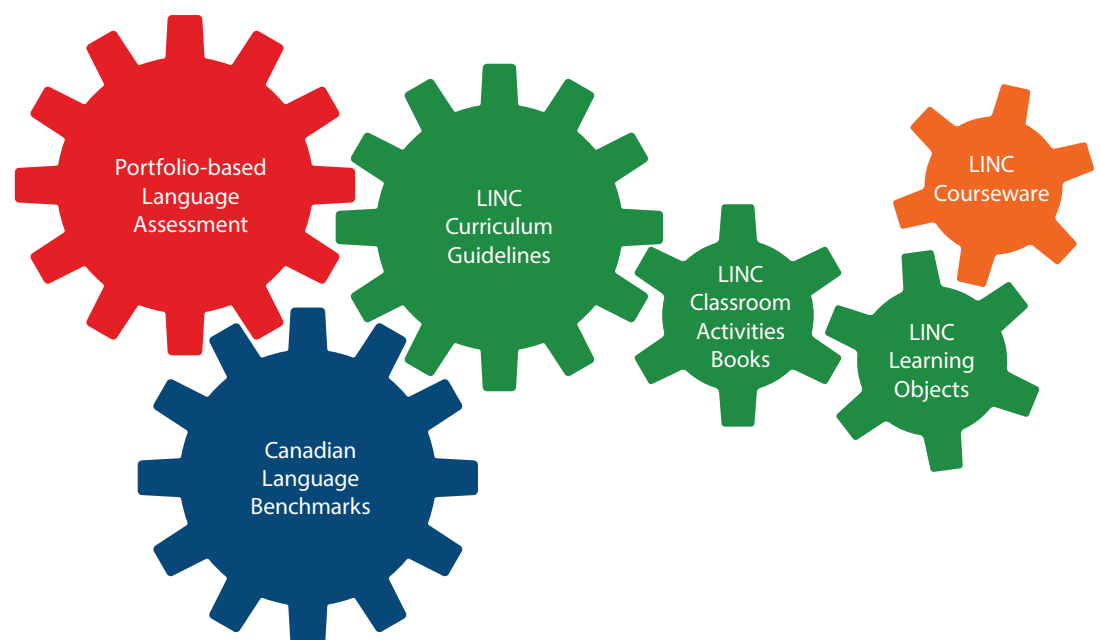 Portfolio-based
Language
Assessment
LINC
Curriculum
Guidelines
LINC
Classroom
Activities
Books
LINC
Courseware
LINC
Learning
Objects
Canadian
Language
Benchmarks